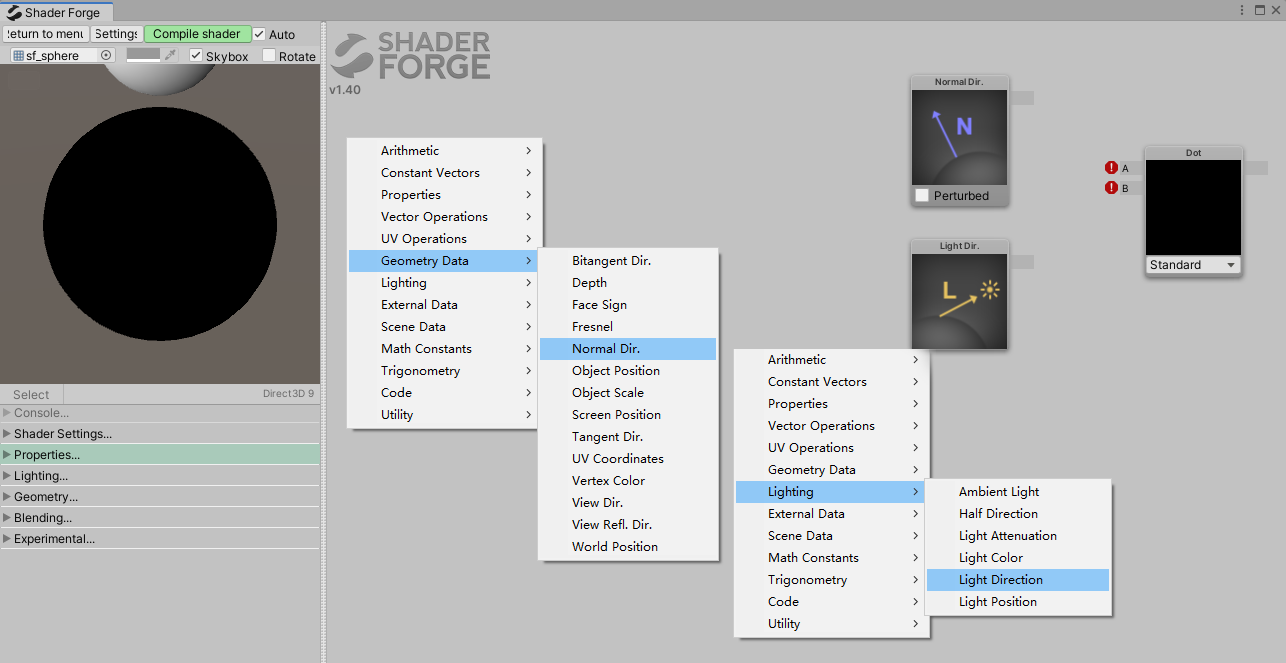 Shader Forge
Return to menu
Settings
Compile shader
Auto
sf_sphere
Skybox
Rotate
SHADER
FORGE
v1.40
Select
Direct3D 9
Console...
Shader Settings...
Properties...
Lighting...
Geometry...
Blending...
Experimental...
Arithmetic
Constant Vectors
Properties
Vector Operations
UV Operations
Geometry Data
Lighting
External Data
Scene Data
Math Constants
Trigonometry
Code
Utility
Bitangent Dir.
Depth
Face Sign
Fresnel
Normal Dir.
Object Position
Object Scale
Screen Position
Tangent Dir.
UV Coordinates
Vertex Color
View Dir.
View Refl. Dir.
World Position
Arithmetic
Constant Vectors
Properties
Vector Operations
UV Operations
Geometry Data
Lighting
External Data
Scene Data
Math Constants
Trigonometry
Code
Utility
Ambient Light
Half Direction
Light Attenuation
Light Color
Light Direction
Light Position
Normal Dir.
N
Perturbed
Light Dir.
L
Dot
A
B
Standard